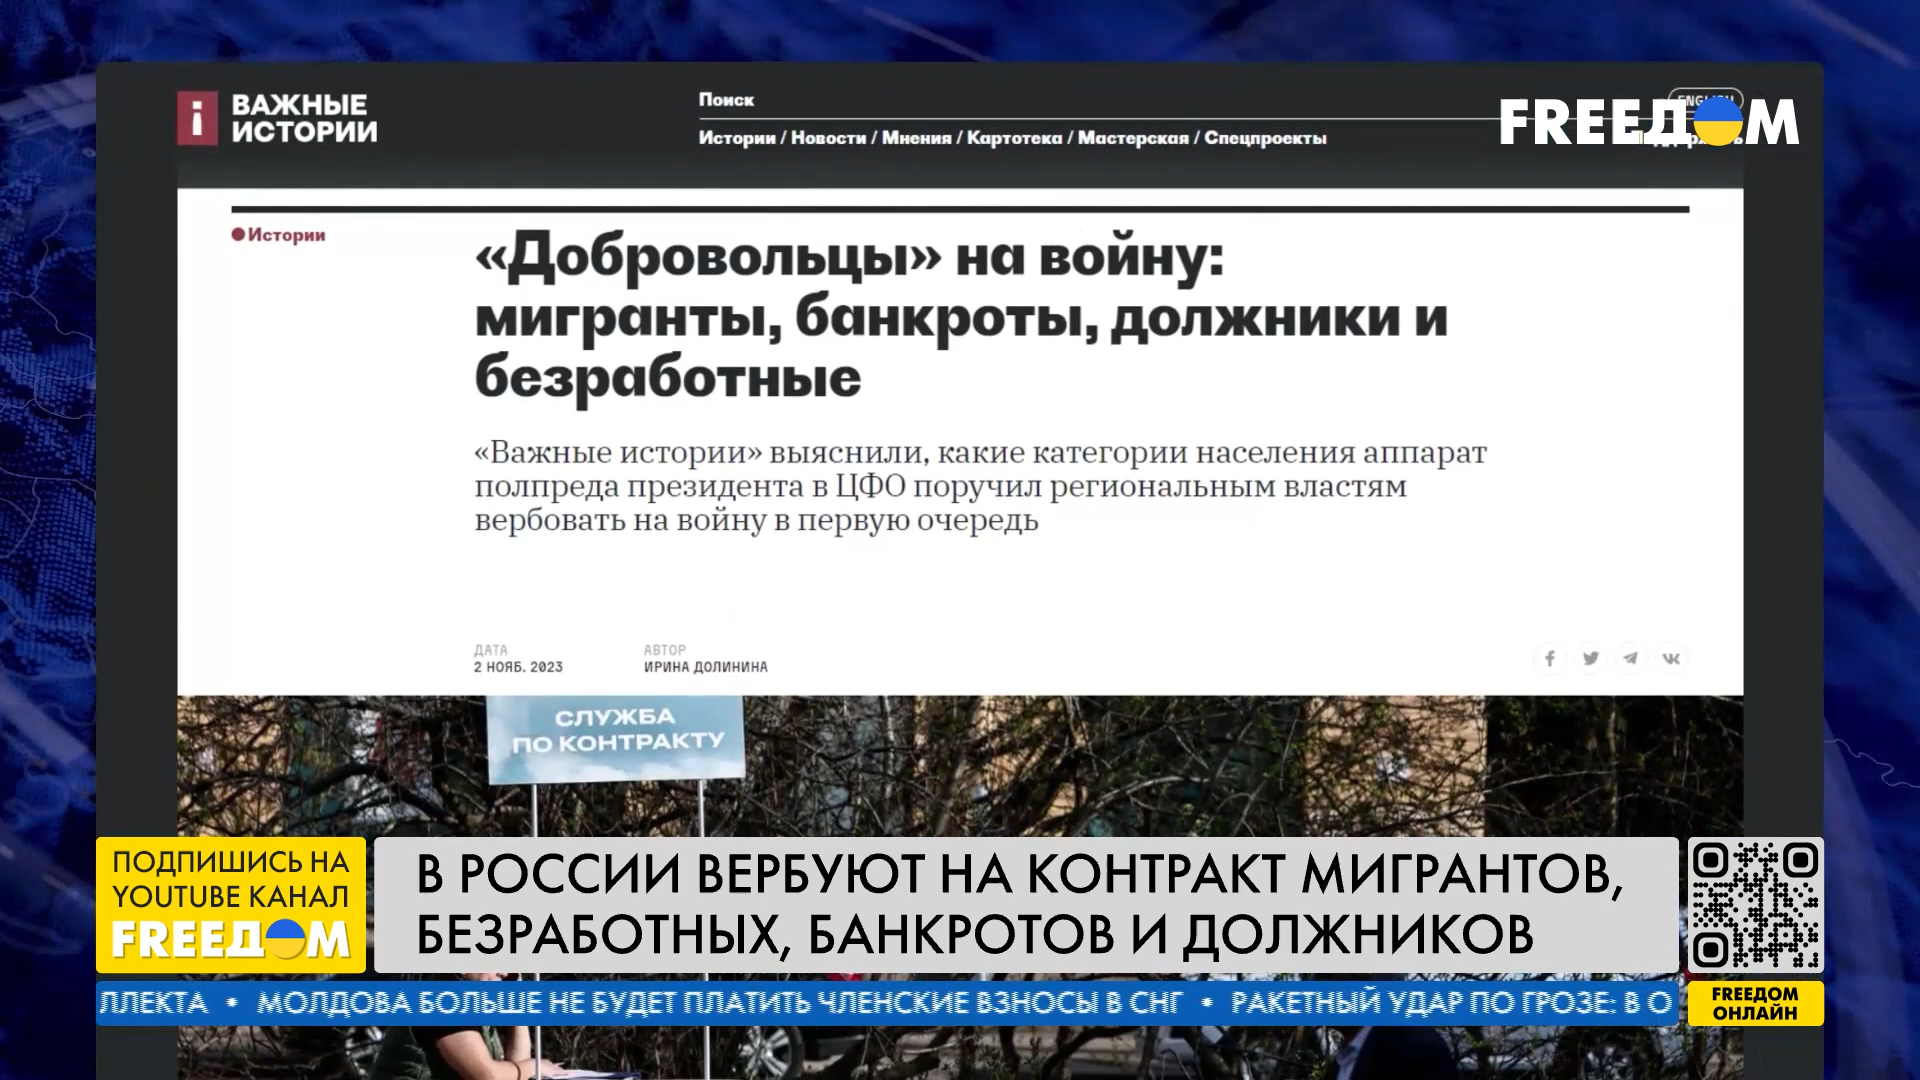 ВАЖНЫЕ
ИСТОРИИ
Поиск
ENGLISH
FREEДОМ
Истории / Новости / Мнения / Картотека / Мастерская / Спецпроекты
Истории
«Добровольцы» на войну:
мигранты, банкроты, должники и
безработные
«Важные истории» выяснили, какие категории населения аппарат
полпреда президента в ЦФО поручил региональным властям
вербовать на войну в первую очередь
ДАТА
2 НОЯБ. 2023
АВТОР
ИРИНА ДОЛИНИНА
СЛУЖБА
ПО КОНТРАКТУ
ПОДПИШИСЬ НА
YOUTUBE КАНАЛ
FREEДОМ
В РОССИИ ВЕРБУЮТ НА КОНТРАКТ МИГРАНТОВ,
БЕЗРАБОТНЫХ, БАНКРОТОВ И ДОЛЖНИКОВ
ЛЛЕКТА • МОЛДОВА БОЛЬШЕ НЕ БУДЕТ ПЛАТИТЬ ЧЛЕНСКИЕ ВЗНОСЫ В СНГ • РАКЕТНЫЙ УДАР ПО ГРОЗЕ: В О
FREEДОМ
ОНЛАЙН